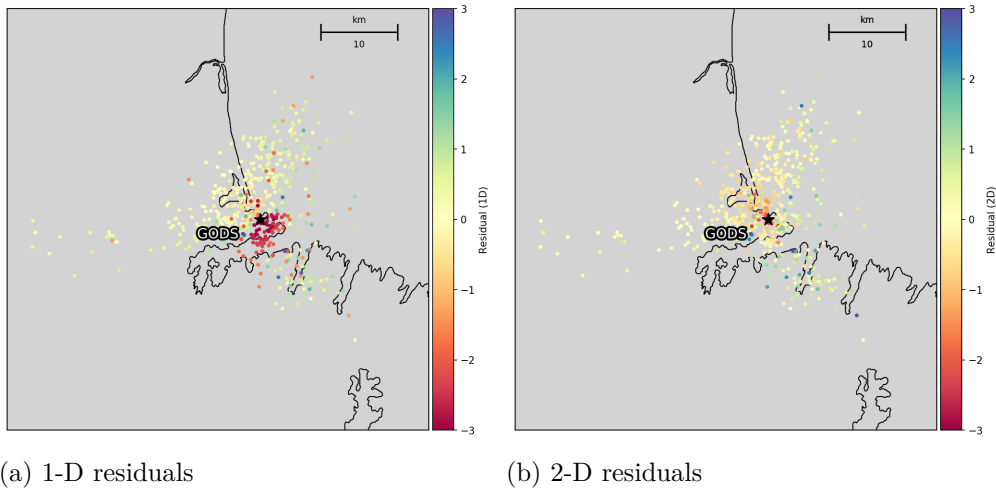 km
10
GODS
3
2
1
0
−1
−2
−3
Residual (1D)
km
10
GODS
3
2
1
0
−1
−2
−3
Residual (2D)
(a) 1-D residuals
(b) 2-D residuals